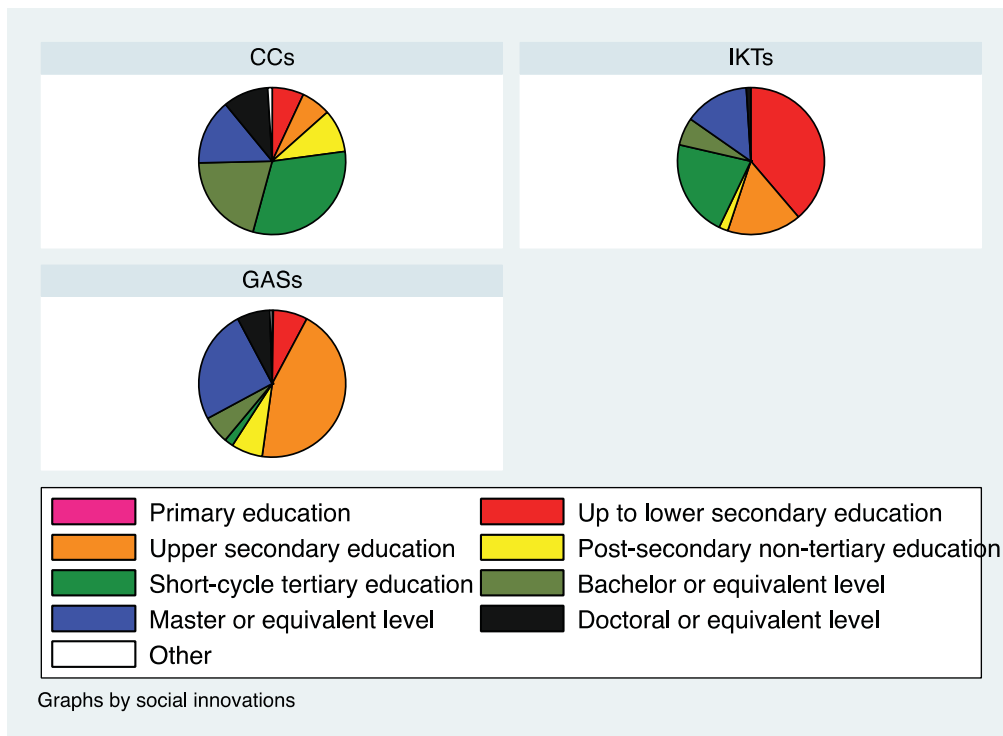 CCs
IKTs
GASs
Primary education
Up to lower secondary education
Upper secondary education
Post-secondary non-tertiary education
Short-cycle tertiary education
Bachelor or equivalent level
Master or equivalent level
Doctoral or equivalent level
Other
Graphs by social innovations